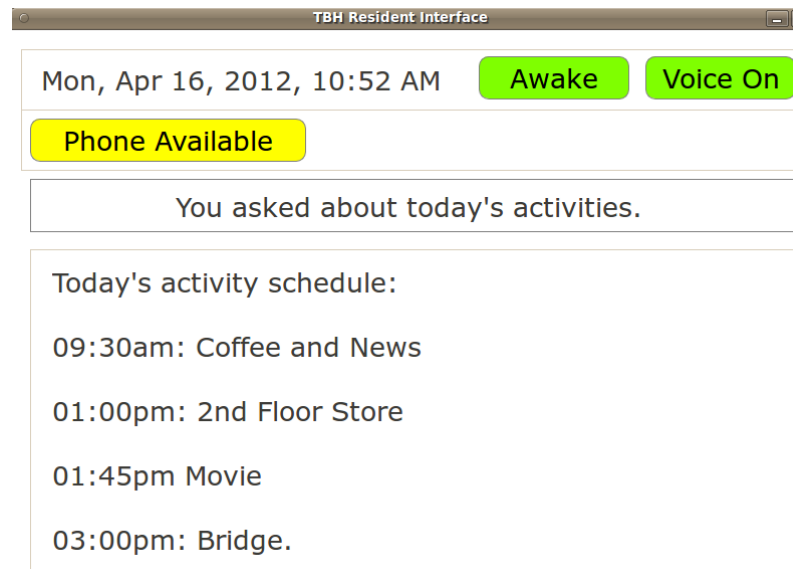 TBH Resident Interface
Mon, Apr 16, 2012, 10:52 AM Awake Voice On
Phone Available
You asked about today's activities.
Today's activity schedule:
09:30am: Coffee and News
01:00pm: 2nd Floor Store
01:45pm Movie
03:00pm: Bridge.